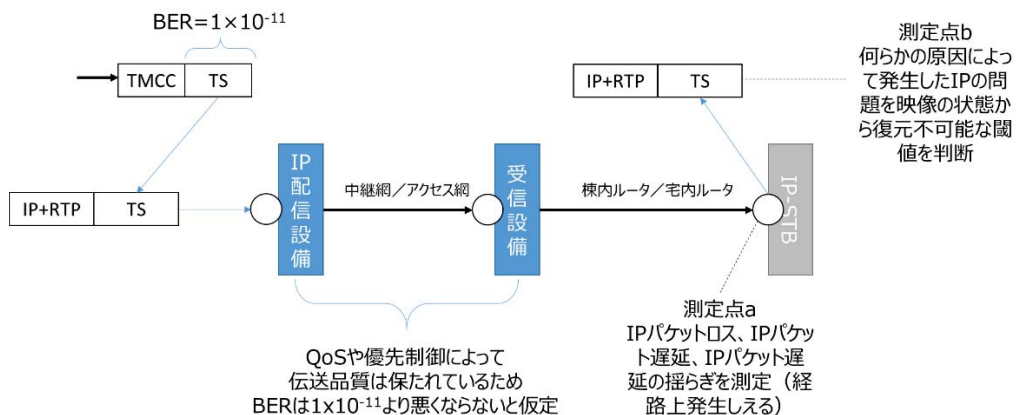 BER=1×10⁻¹¹
TMCC
TS
IP+RTP
TS
測定点b
何らかの原因によっ
て発生したIPの問
題を映像の状態か
ら復元不可能な閾
値を判断
IP+RTP
TS
IP配信設備
中継網／アクセス網
受信設備
棟内ルータ／宅内ルータ
IP-STB
QoSや優先制御によって
伝送品質は保たれているため
BERは1x10⁻¹¹より悪くならないと仮定
測定点a
IPパケットロス、IPパケッ
ト遅延、IPパケット遅
延の揺らぎを測定（経
路上発生しえる）